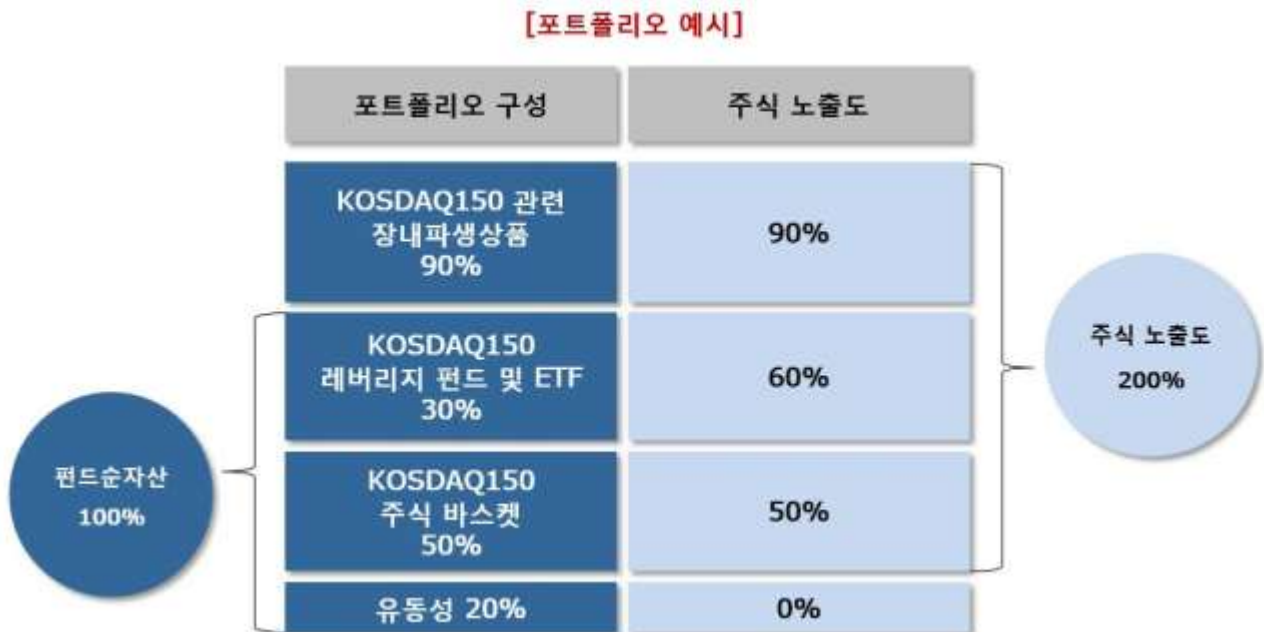 [포트폴리오 예시]
포트폴리오 구성
주식 노출도
KOSDAQ150 관련
장내파생상품
90%
90%
KOSDAQ150
레버리지 펀드 및 ETF
30%
60%
KOSDAQ150
주식 바스켓
50%
50%
유동성 20%
0%
펀드순자산
100%
주식 노출도
200%